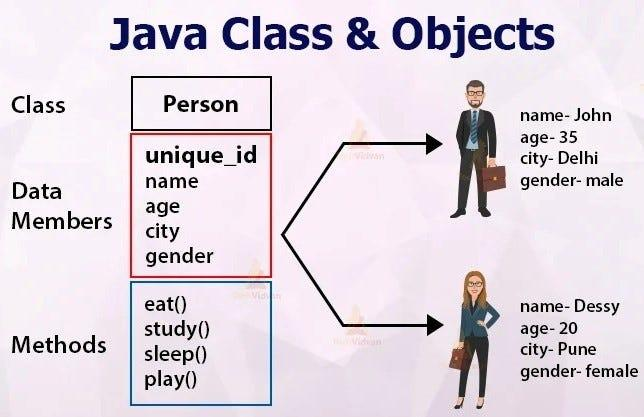 Java Class & Objects
Class
Person
Data
Members
unique_id
name
age
city
gender
Methods
eat()
study()
sleep()
play()
name- John
age- 35
city- Delhi
gender- male
name- Dessy
age- 20
city- Pune
gender- female